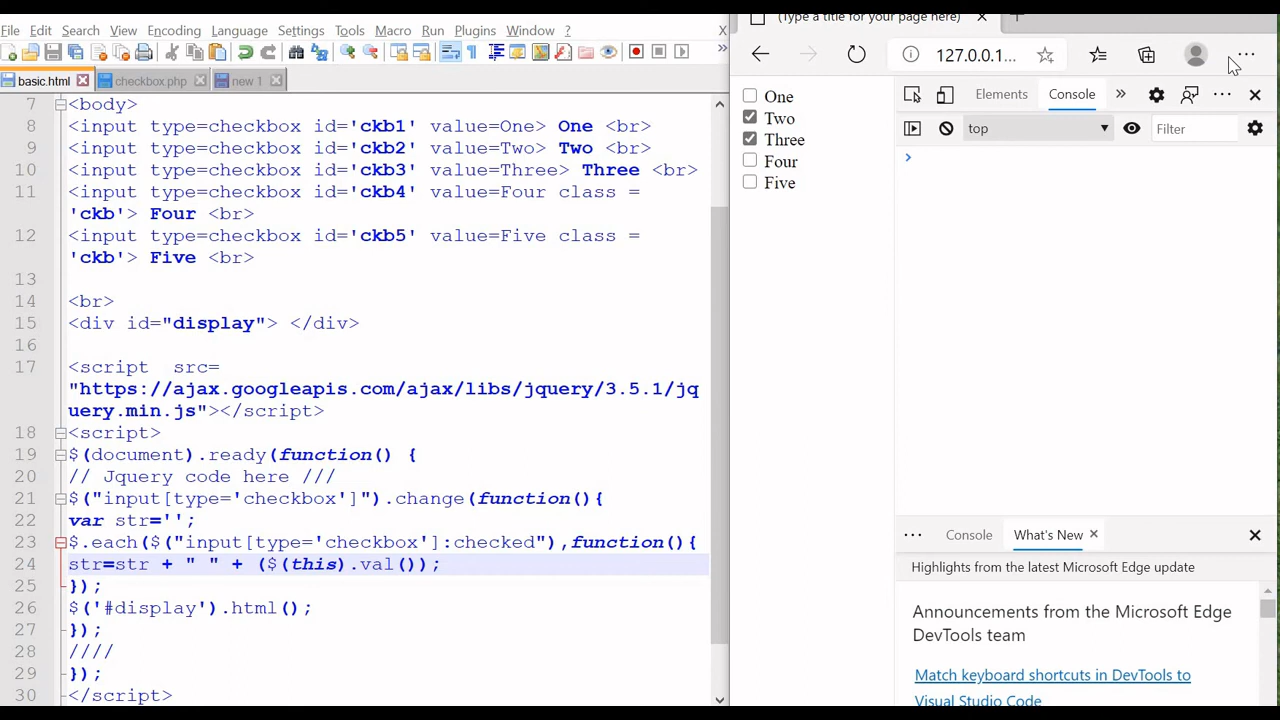 File Edit Search View Encoding Language Settings Tools Macro Run Plugins Window ? X
basic.html checkbox.php new 1
7 <body>
8 <input type=checkbox id='ckb1' value=One> One <br>
9 <input type=checkbox id='ckb2' value=Two> Two <br>
10 <input type=checkbox id='ckb3' value=Three> Three <br>
11 <input type=checkbox id='ckb4' value=Four class =
'ckb'> Four <br>
12 <input type=checkbox id='ckb5' value=Five class =
'ckb'> Five <br>
13
14 <br>
15 <div id="display"> </div>
16
17 <script src=
"https://ajax.googleapis.com/ajax/libs/jquery/3.5.1/jq
uery.min.js"></script>
18 <script>
19 $(document).ready(function() {
20 // Jquery code here ///
21 $("input[type='checkbox']").change(function(){
22 var str='';
23 $.each($("input[type='checkbox']:checked"),function(){
24 str=str + " " + ($(this).val());
25 });
26 $('#display').html();
27 });
28 ////
29 });
30 </script>
(Type a title for your page here)
127.0.0.1...
One
Two
Three
Four
Five
Elements Console
top Filter
Console What's New
Highlights from the latest Microsoft Edge update
Announcements from the Microsoft Edge
DevTools team
Match keyboard shortcuts in DevTools to
Visual Studio Code